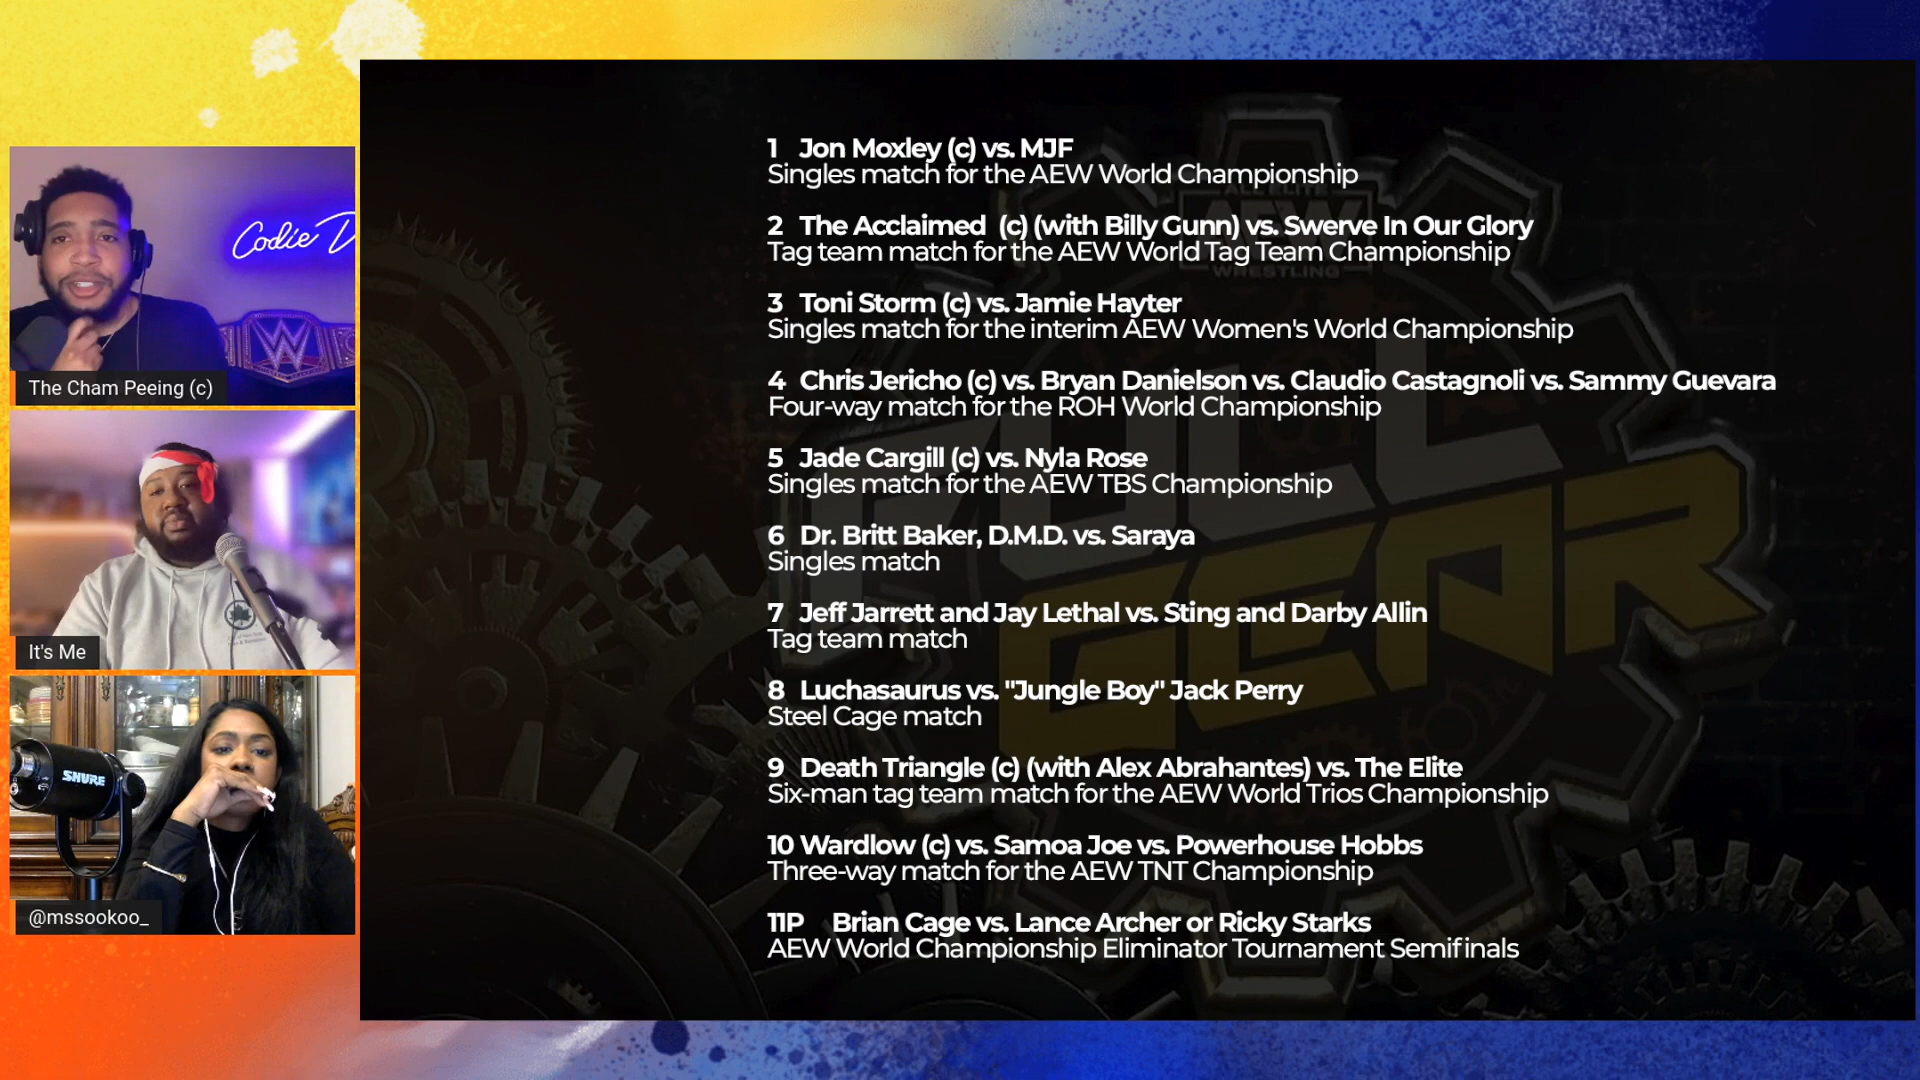 Codie D
The Cham Peeing (c)
It's Me
SHURE
@mssookoo_
1 Jon Moxley (c) vs. MJF
Singles match for the AEW World Championship
2 The Acclaimed (c) (with Billy Gunn) vs. Swerve In Our Glory
Tag team match for the AEW World Tag Team Championship
3 Toni Storm (c) vs. Jamie Hayter
Singles match for the interim AEW Women's World Championship
4 Chris Jericho (c) vs. Bryan Danielson vs. Claudio Castagnoli vs. Sammy Guevara
Four-way match for the ROH World Championship
5 Jade Cargill (c) vs. Nyla Rose
Singles match for the AEW TBS Championship
6 Dr. Britt Baker, D.M.D. vs. Saraya
Singles match
7 Jeff Jarrett and Jay Lethal vs. Sting and Darby Allin
Tag team match
8 Luchasaurus vs. "Jungle Boy" Jack Perry
Steel Cage match
9 Death Triangle (c) (with Alex Abrahantes) vs. The Elite
Six-man tag team match for the AEW World Trios Championship
10 Wardlow (c) vs. Samoa Joe vs. Powerhouse Hobbs
Three-way match for the AEW TNT Championship
11P Brian Cage vs. Lance Archer or Ricky Starks
AEW World Championship Eliminator Tournament Semifinals
ALL ELITE
AEW
WRESTLING
FULL
GEAR